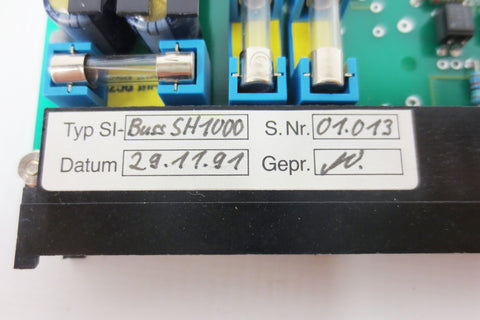 Typ SI- Buss SH1000 S.Nr. 01.013
Datum 29.11.91 Gepr.